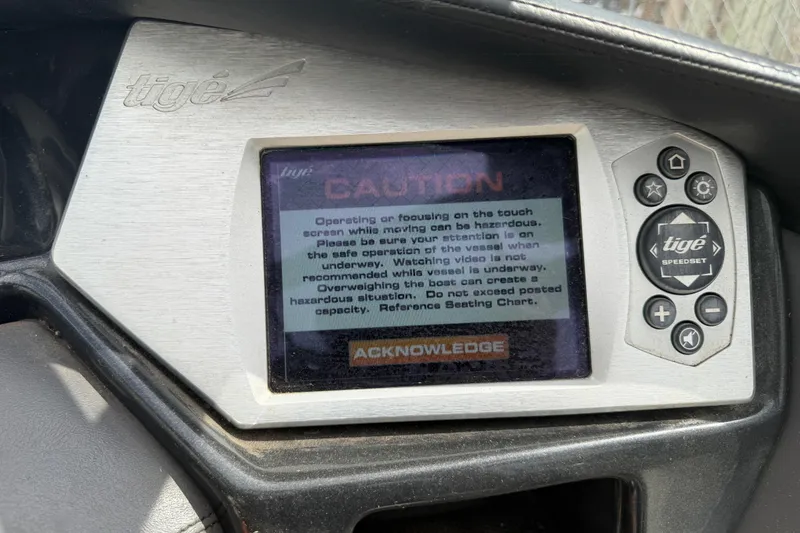 tigé
tigé
CAUTION
Operating or focusing on the touch
screen while moving can be hazardous.
Please be sure your attention is on
the safe operation of the vessel when
underway. Watching video is not
recommended while vessel is underway.
Overweighing the boat can create a
hazardous situation. Do not exceed posted
capacity. Reference Seating Chart.
ACKNOWLEDGE
tigé
SPEEDSET
+
−